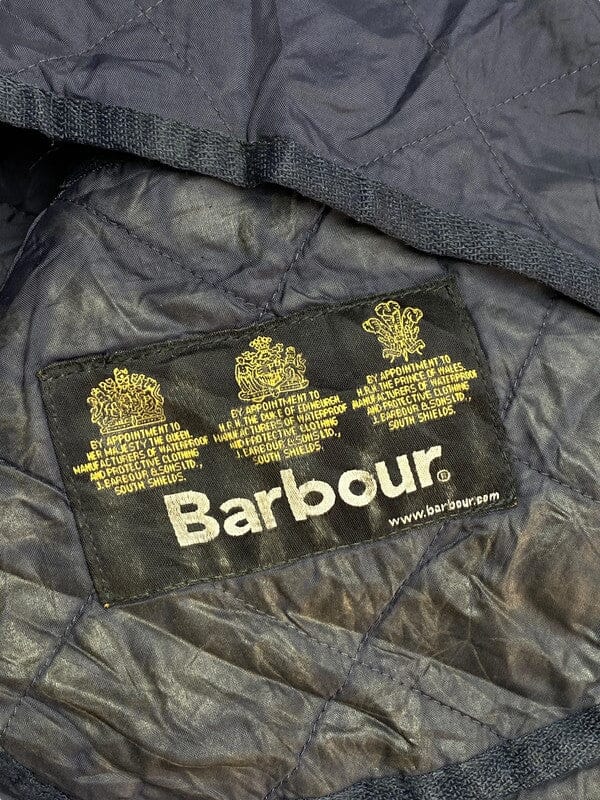 BY APPOINTMENT TO
HER MAJESTY THE QUEEN.
MANUFACTURERS OF WATERPROOF
AND PROTECTIVE CLOTHING
J. BARBOUR & SONS LTD.,
SOUTH SHIELDS.
BY APPOINTMENT TO
H.R.H. THE DUKE OF EDINBURGH.
MANUFACTURERS OF WATERPROOF
AND PROTECTIVE CLOTHING
J. BARBOUR & SONS LTD.,
SOUTH SHIELDS.
BY APPOINTMENT TO
H.R.H. THE PRINCE OF WALES.
MANUFACTURERS OF WATERPROOF
AND PROTECTIVE CLOTHING
J. BARBOUR & SONS LTD.,
SOUTH SHIELDS.
Barbour®
www.barbour.com